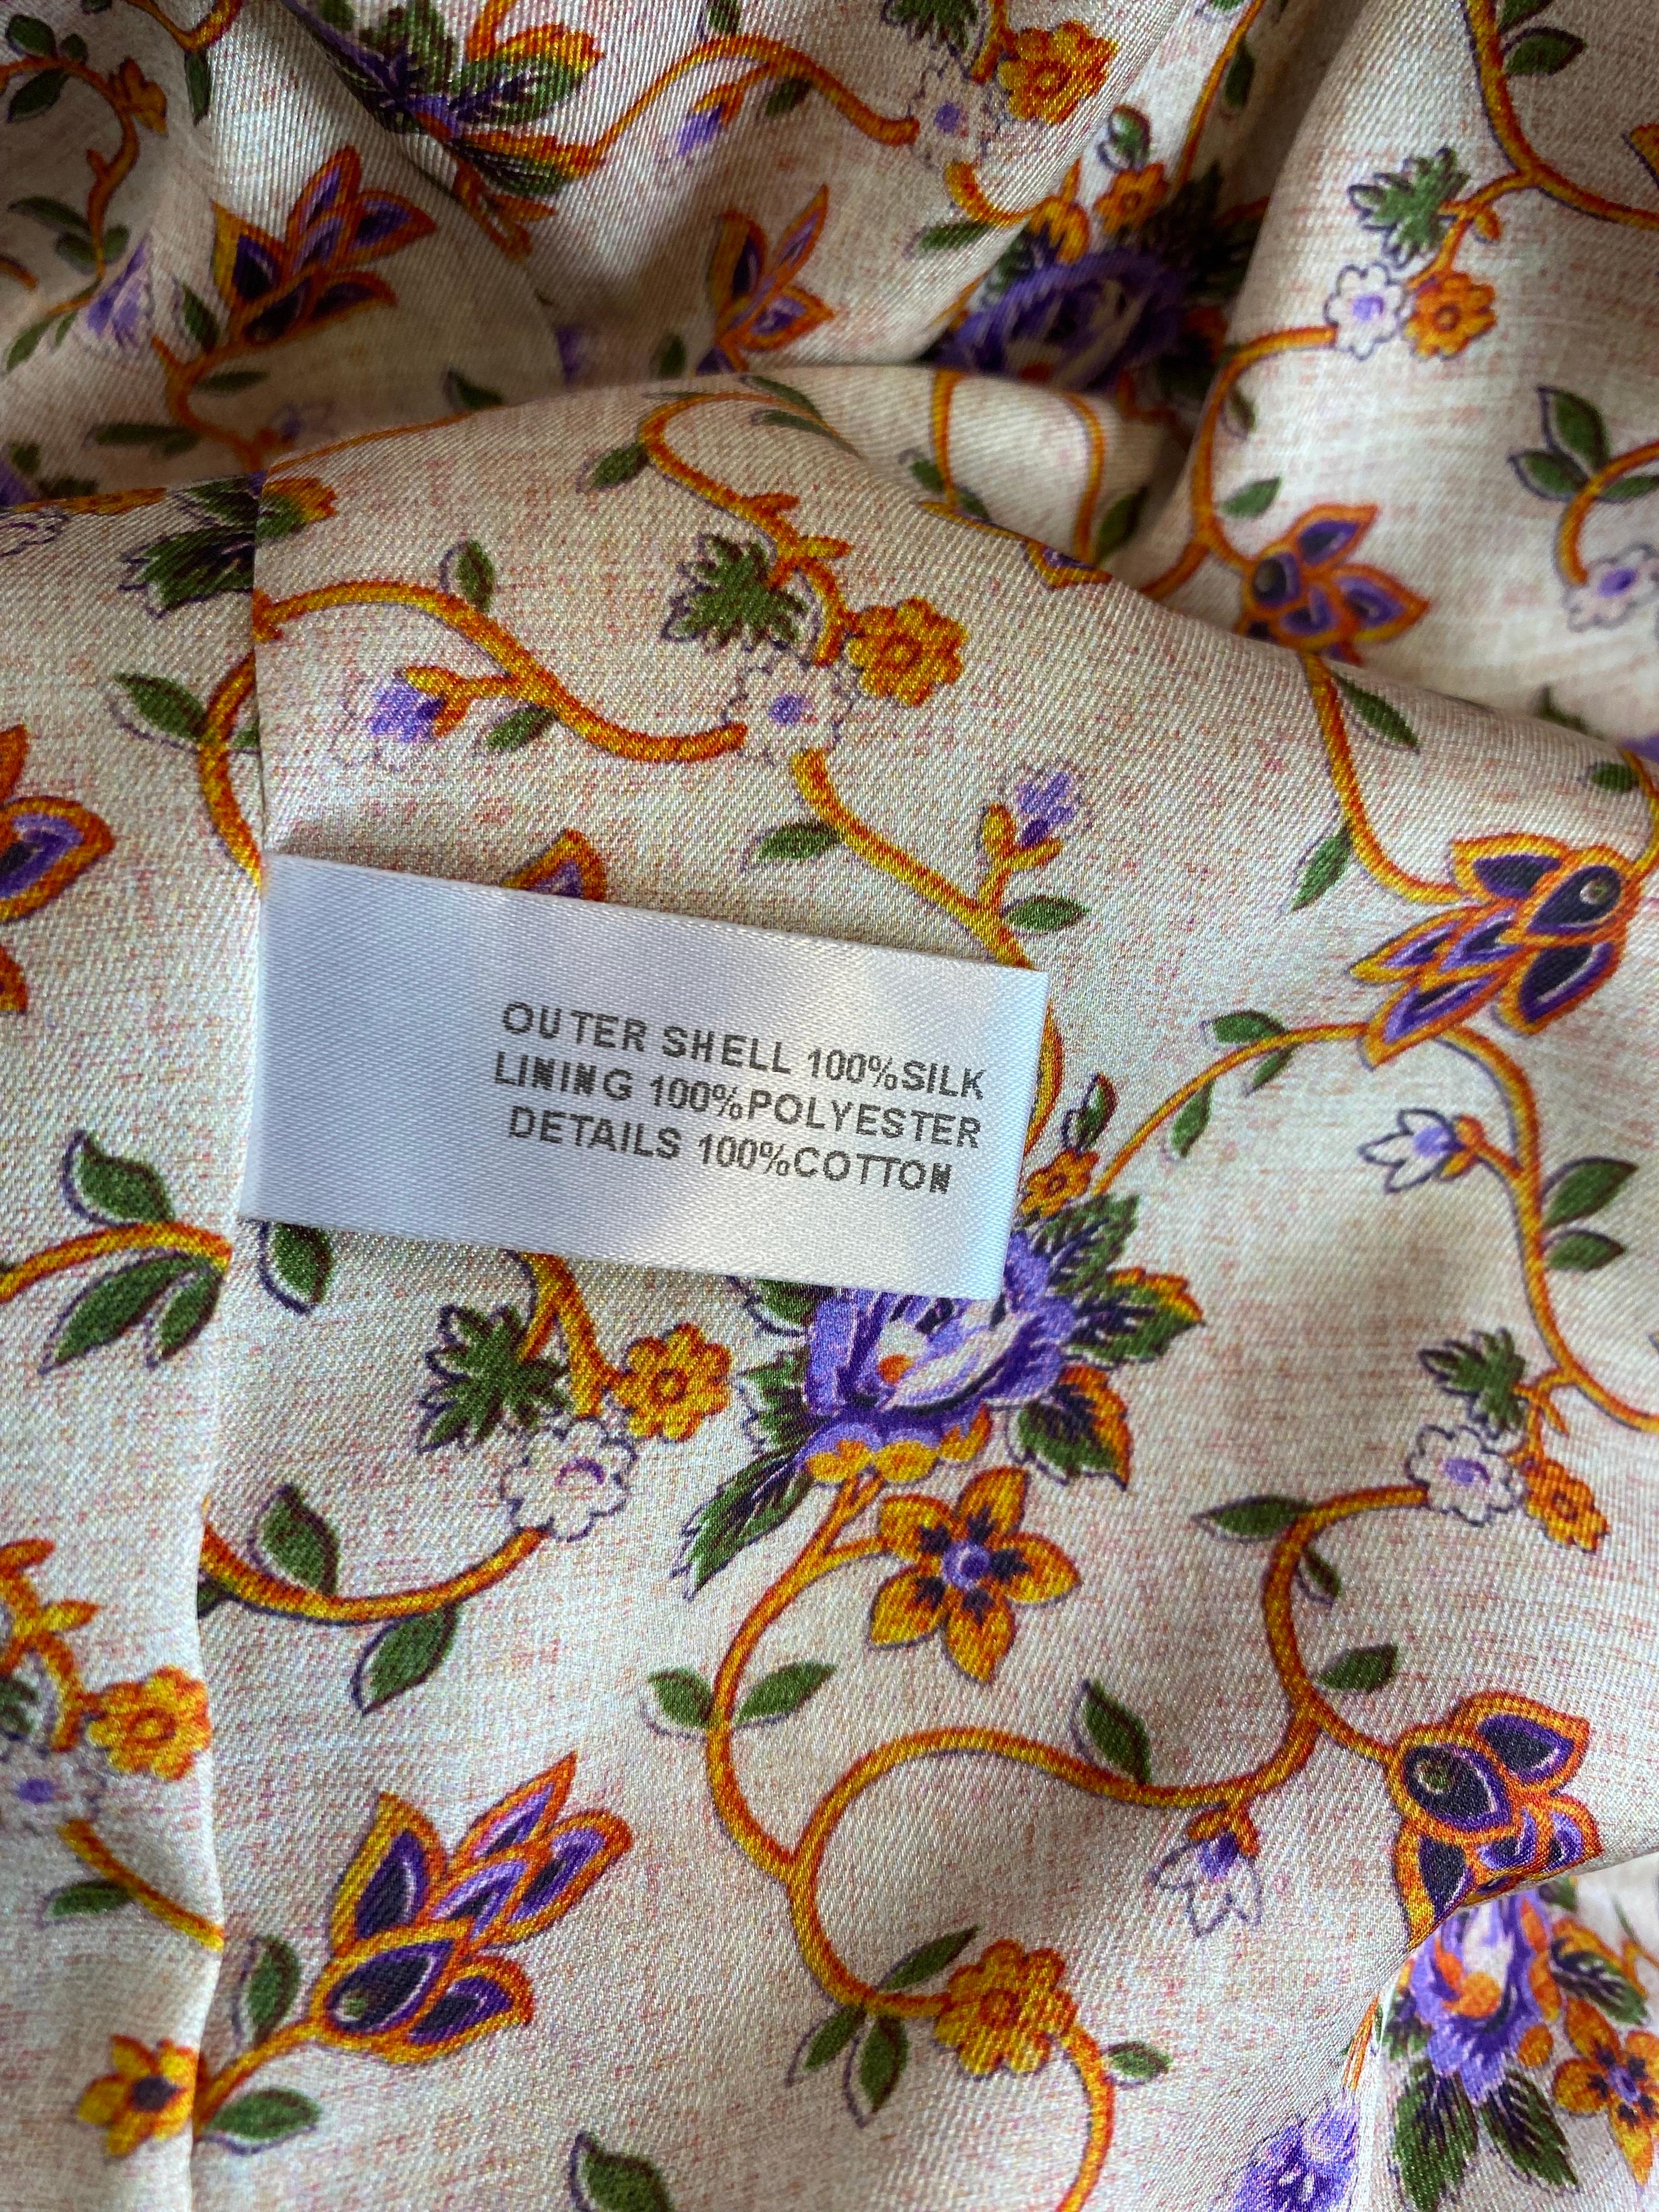 OUTER SHELL 100%SILK
LINING 100%POLYESTER
DETAILS 100%COTTON